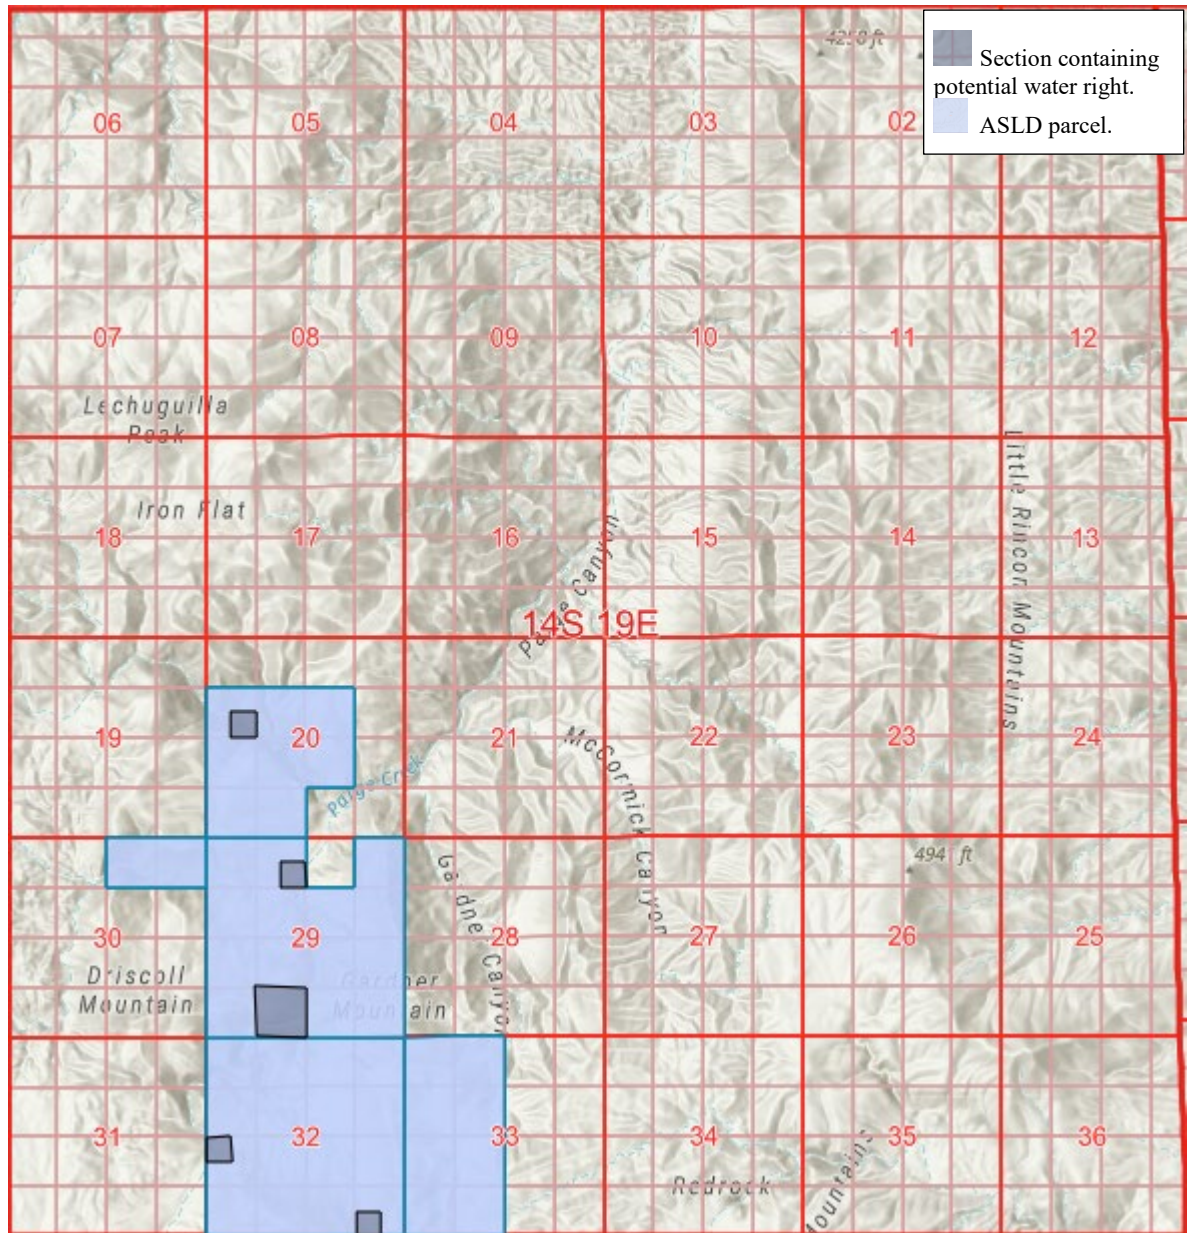 4258 ft
Section containing
potential water right.
ASLD parcel.
06 05 04 03 02
07 08 09 10 11 12
Lechuguilla
Peak
Iron Flat
18 17 16 15 14 13
Paige Canyon
Little Rincon Mountains
14S 19E
19 20 21 22 23 24
Paige Creek
McCormick Canyon
494 ft
30 29 28 27 26 25
Driscoll
Mountain
Gardner
Mountain
Gardne Canyon
31 32 33 34 35 36
Redrock
Mountains